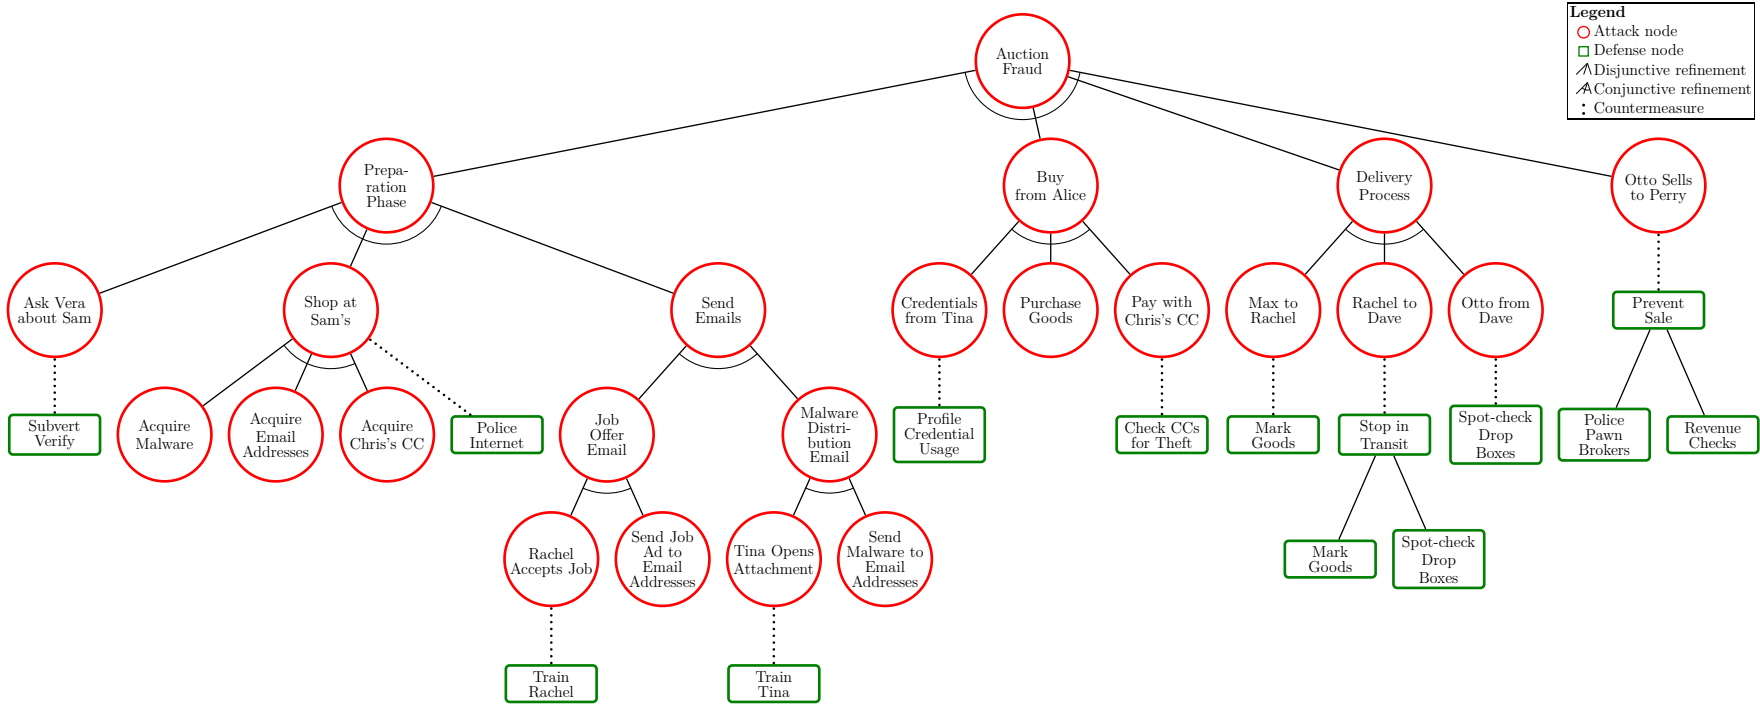 Legend
Attack node
Defense node
Disjunctive refinement
Conjunctive refinement
Countermeasure
Auction
Fraud
Prepa-
ration
Phase
Buy
from Alice
Delivery
Process
Otto Sells
to Perry
Ask Vera
about Sam
Shop at
Sam's
Send
Emails
Credentials
from Tina
Purchase
Goods
Pay with
Chris's CC
Max to
Rachel
Rachel to
Dave
Otto from
Dave
Prevent
Sale
Subvert
Verify
Acquire
Malware
Acquire
Email
Addresses
Acquire
Chris's CC
Police
Internet
Job
Offer
Email
Malware
Distri-
bution
Email
Profile
Credential
Usage
Check CCs
for Theft
Mark
Goods
Stop in
Transit
Spot-check
Drop
Boxes
Police
Pawn
Brokers
Revenue
Checks
Rachel
Accepts Job
Send Job
Ad to
Email
Addresses
Tina Opens
Attachment
Send
Malware to
Email
Addresses
Mark
Goods
Spot-check
Drop
Boxes
Train
Rachel
Train
Tina